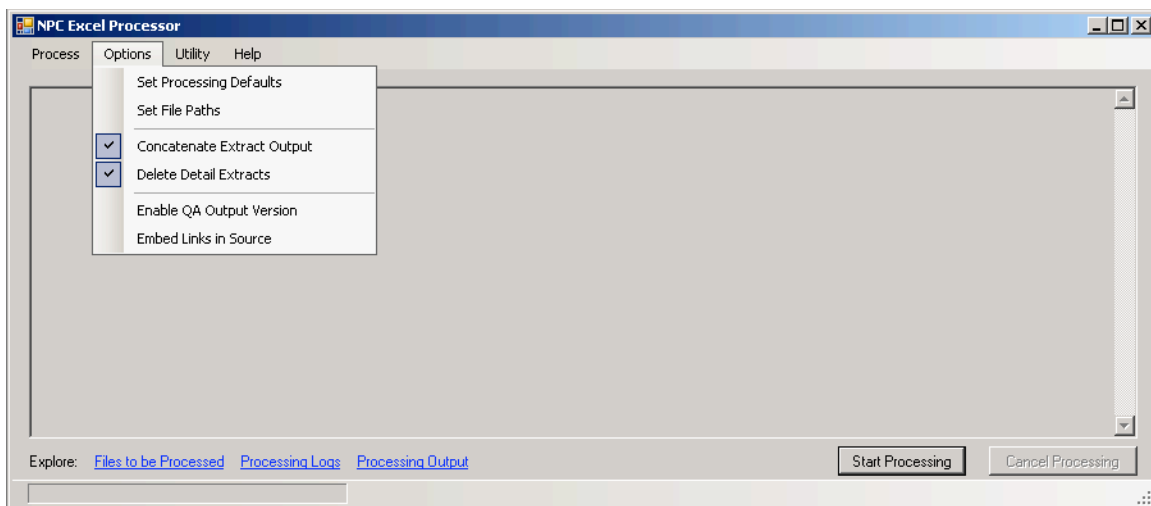 NPC Excel Processor
Process Options Utility Help
Set Processing Defaults
Set File Paths
Concatenate Extract Output
Delete Detail Extracts
Enable QA Output Version
Embed Links in Source
Explore: Files to be Processed Processing Logs Processing Output Start Processing Cancel Processing